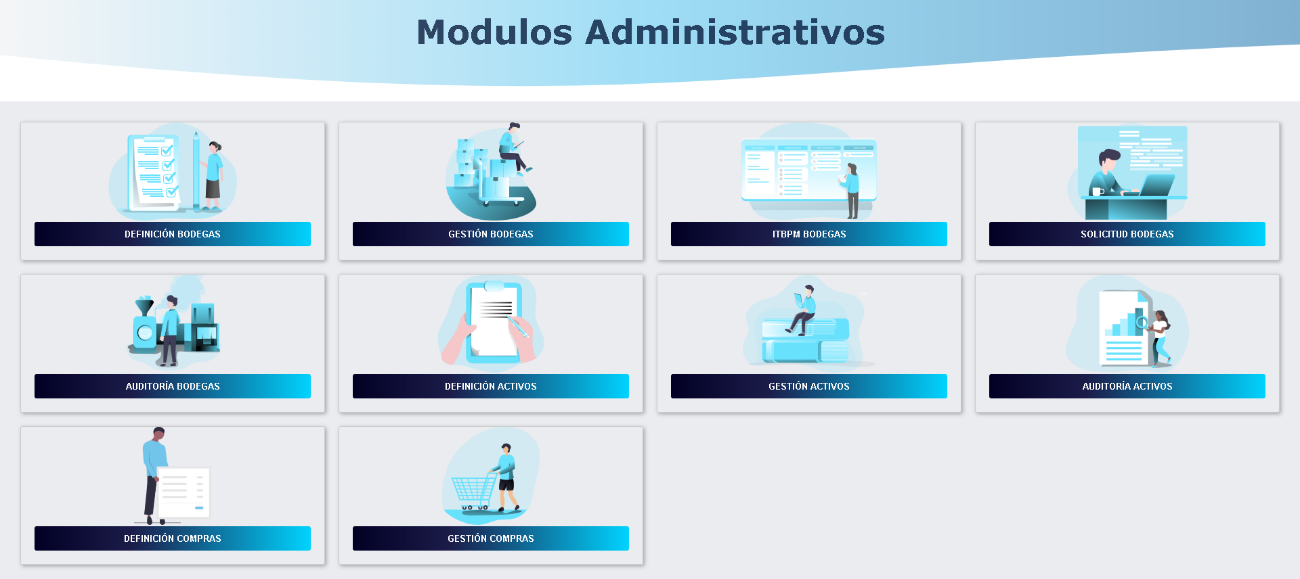 Modulos Administrativos
DEFINICIÓN BODEGAS
GESTIÓN BODEGAS
ITBPM BODEGAS
SOLICITUD BODEGAS
AUDITORÍA BODEGAS
DEFINICIÓN ACTIVOS
GESTIÓN ACTIVOS
AUDITORÍA ACTIVOS
DEFINICIÓN COMPRAS
GESTIÓN COMPRAS